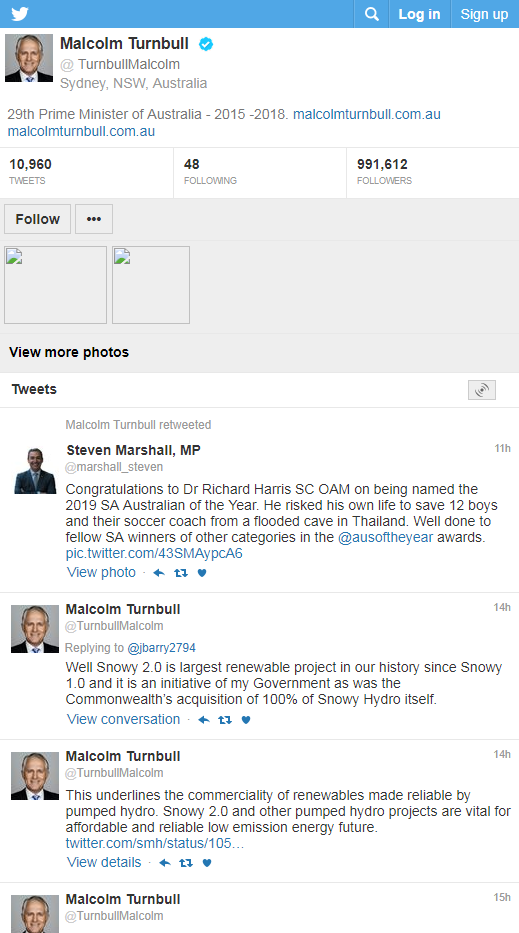 Log in
Sign up
Malcolm Turnbull
@ TurnbullMalcolm
Sydney, NSW, Australia
29th Prime Minister of Australia - 2015 -2018. malcolmturnbull.com.au
malcolmturnbull.com.au
10,960
TWEETS
48
FOLLOWING
991,612
FOLLOWERS
Follow
•••
View more photos
Tweets
Malcolm Turnbull retweeted
Steven Marshall, MP 11h
@marshall_steven
Congratulations to Dr Richard Harris SC OAM on being named the
2019 SA Australian of the Year. He risked his own life to save 12 boys
and their soccer coach from a flooded cave in Thailand. Well done to
fellow SA winners of other categories in the @ausoftheyear awards.
pic.twitter.com/43SMAypcA6
View photo ·
Malcolm Turnbull 14h
@TurnbullMalcolm
Replying to @jbarry2794
Well Snowy 2.0 is largest renewable project in our history since Snowy
1.0 and it is an initiative of my Government as was the
Commonwealth's acquisition of 100% of Snowy Hydro itself.
View conversation ·
Malcolm Turnbull 14h
@TurnbullMalcolm
This underlines the commerciality of renewables made reliable by
pumped hydro. Snowy 2.0 and other pumped hydro projects are vital for
affordable and reliable low emission energy future.
twitter.com/smh/status/105…
View details ·
Malcolm Turnbull 15h
@TurnbullMalcolm